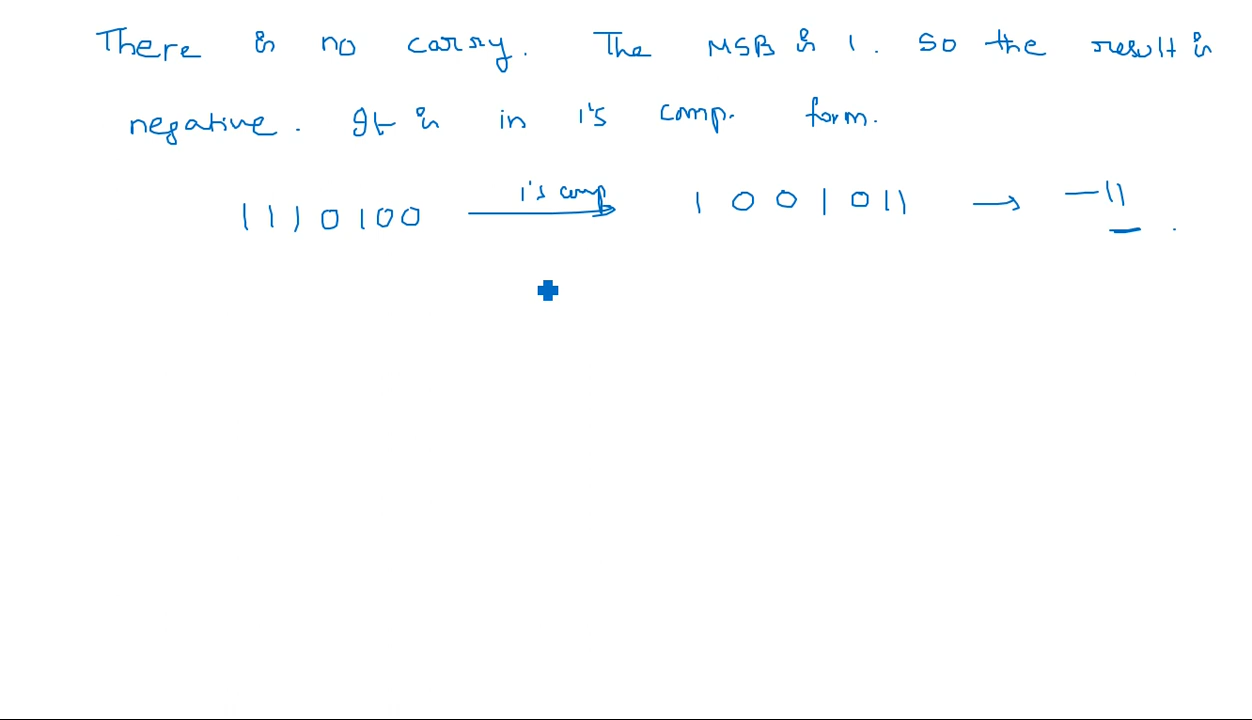 There is no carry. The MSB is 1. So the result is
negative. It is in 1's comp. form.
1110100 1's comp → 1001011 → -11